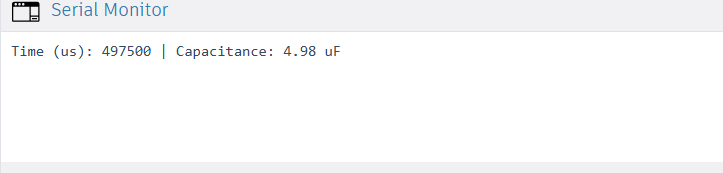 Serial Monitor
Time (us): 497500 | Capacitance: 4.98 uF